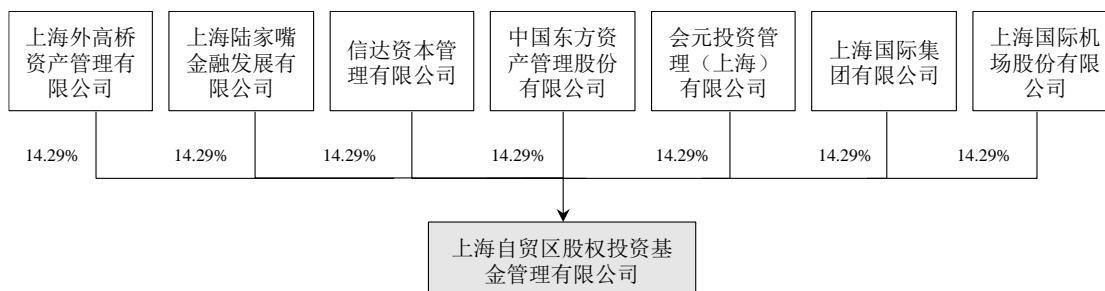 上海外高桥
资产管理有
限公司
上海陆家嘴
金融发展有
限公司
信达资本管
理有限公司
中国东方资
产管理股份
有限公司
会元投资管
理（上海）
有限公司
上海国际集
团有限公司
上海国际机
场股份有限
公司
14.29%
14.29%
14.29%
14.29%
14.29%
14.29%
14.29%
上海自贸区股权投资基
金管理有限公司